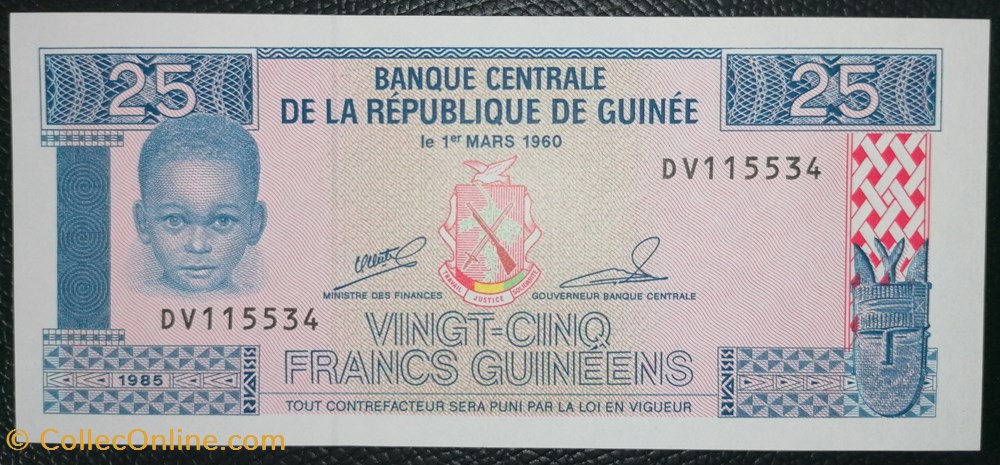 25
25
BANQUE CENTRALE
DE LA RÉPUBLIQUE DE GUINÉE
le 1er MARS 1960
DV115534
TRAVAIL JUSTICE SOLIDARITÉ
MINISTRE DES FINANCES
GOUVERNEUR BANQUE CENTRALE
DV115534
VINGT-CINQ
FRANCS GUINÉENS
1985
TOUT CONTREFACTEUR SERA PUNI PAR LA LOI EN VIGUEUR
© CollecOnline.com